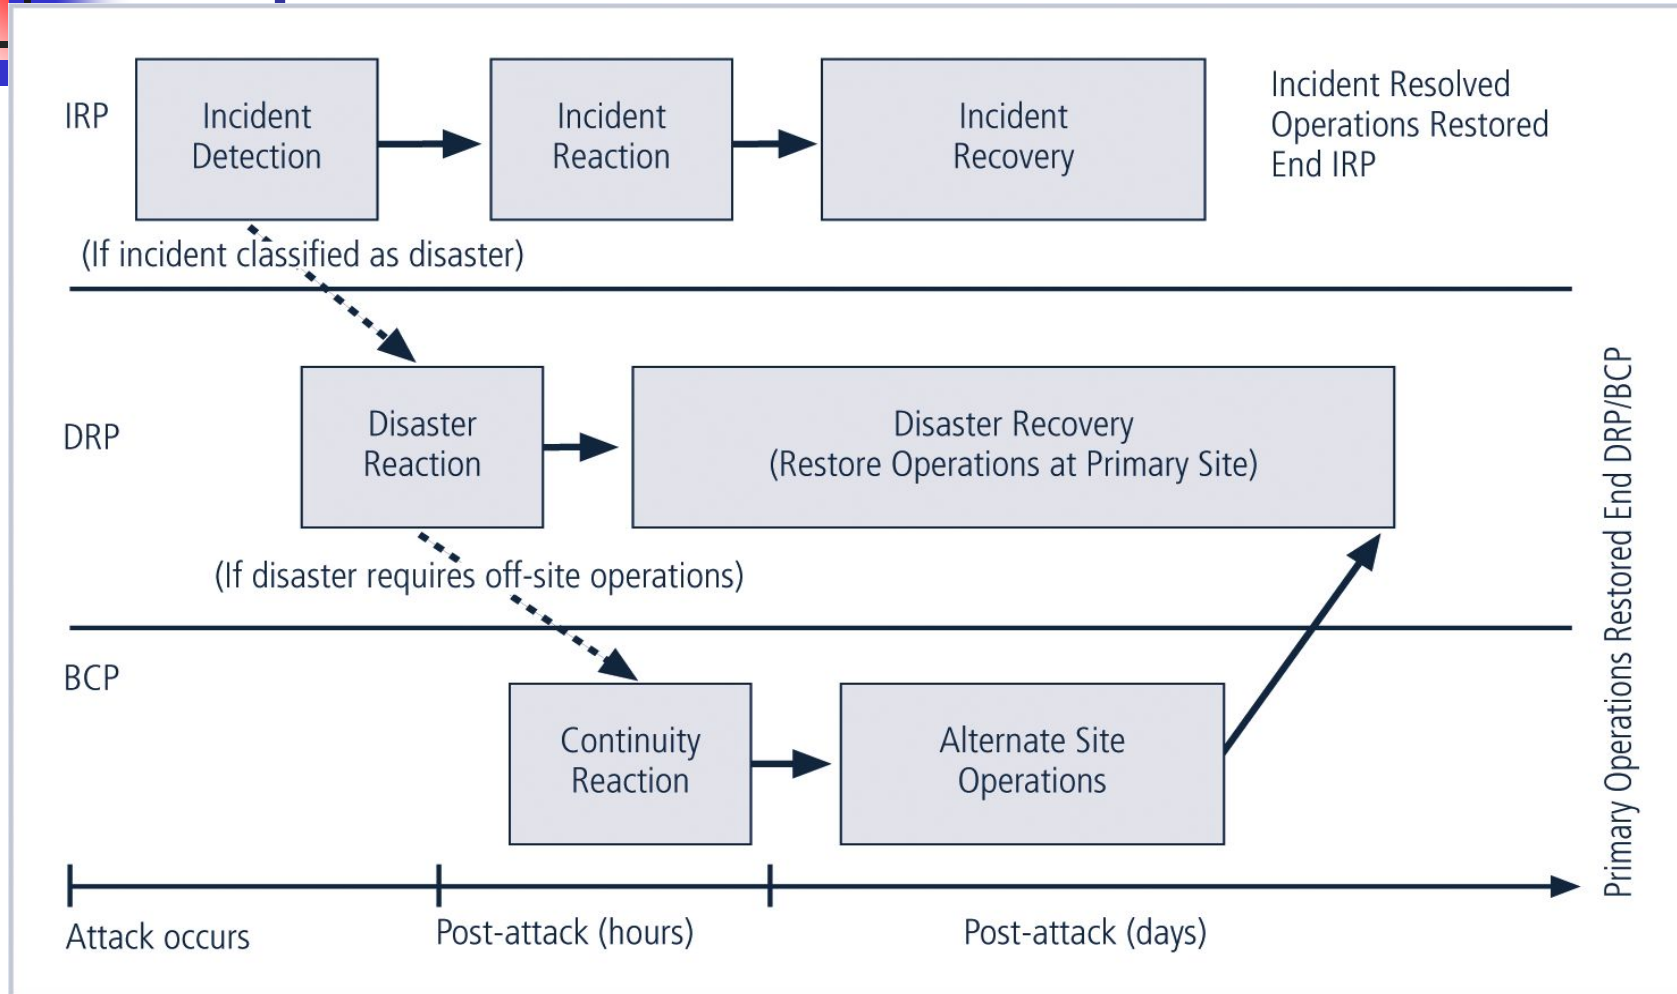 IRP
Incident
Detection
Incident
Reaction
Incident
Recovery
Incident Resolved
Operations Restored
End IRP
(If incident classified as disaster)
DRP
Disaster
Reaction
Disaster Recovery
(Restore Operations at Primary Site)
(If disaster requires off-site operations)
BCP
Continuity
Reaction
Alternate Site
Operations
Primary Operations Restored End DRP/BCP
Attack occurs
Post-attack (hours)
Post-attack (days)